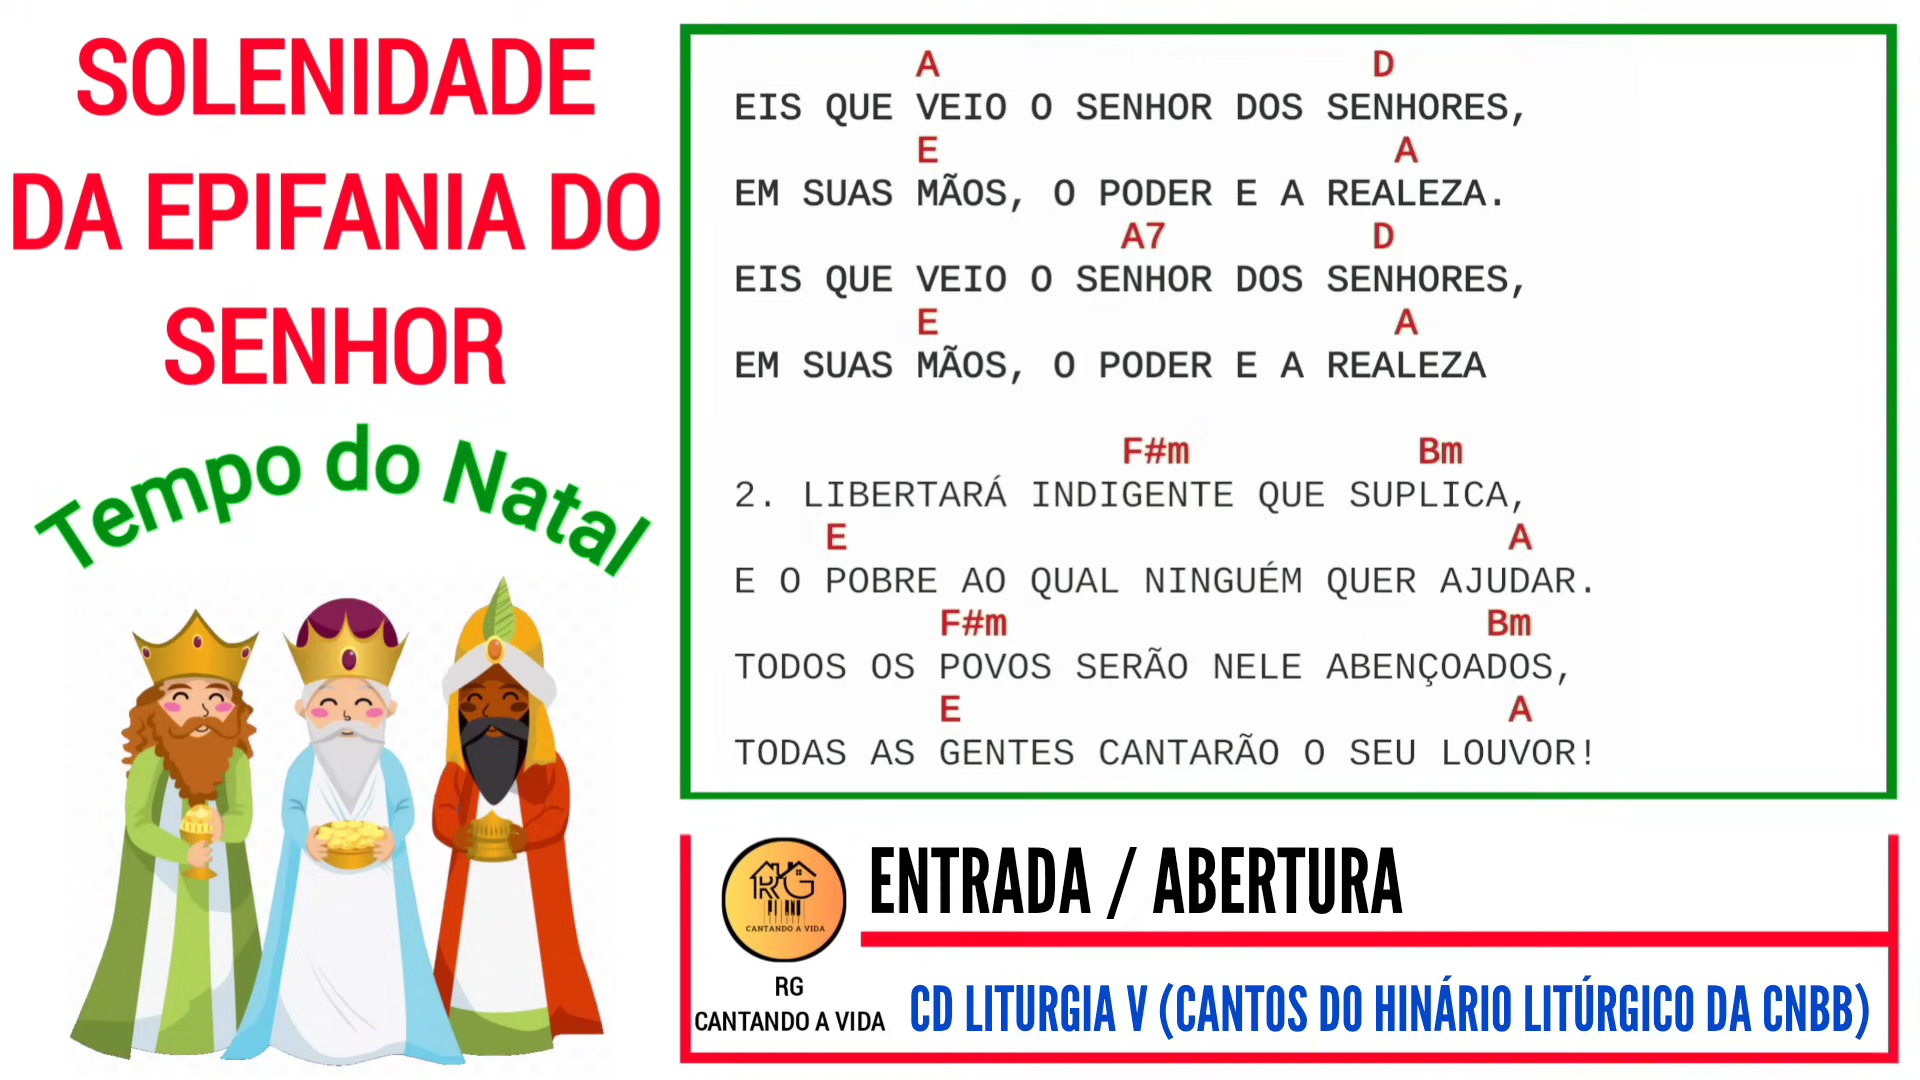 SOLENIDADE
DA EPIFANIA DO
SENHOR
Tempo do Natal
A D
EIS QUE VEIO O SENHOR DOS SENHORES,
E A
EM SUAS MÃOS, O PODER E A REALEZA.
A7 D
EIS QUE VEIO O SENHOR DOS SENHORES,
E A
EM SUAS MÃOS, O PODER E A REALEZA
F#m Bm
2. LIBERTARÁ INDIGENTE QUE SUPLICA,
E A
E O POBRE AO QUAL NINGUÉM QUER AJUDAR.
F#m Bm
TODOS OS POVOS SERÃO NELE ABENÇOADOS,
E A
TODAS AS GENTES CANTARÃO O SEU LOUVOR!
RG
CANTANDO A VIDA
RG
CANTANDO A VIDA
ENTRADA / ABERTURA
CD LITURGIA V (CANTOS DO HINÁRIO LITÚRGICO DA CNBB)